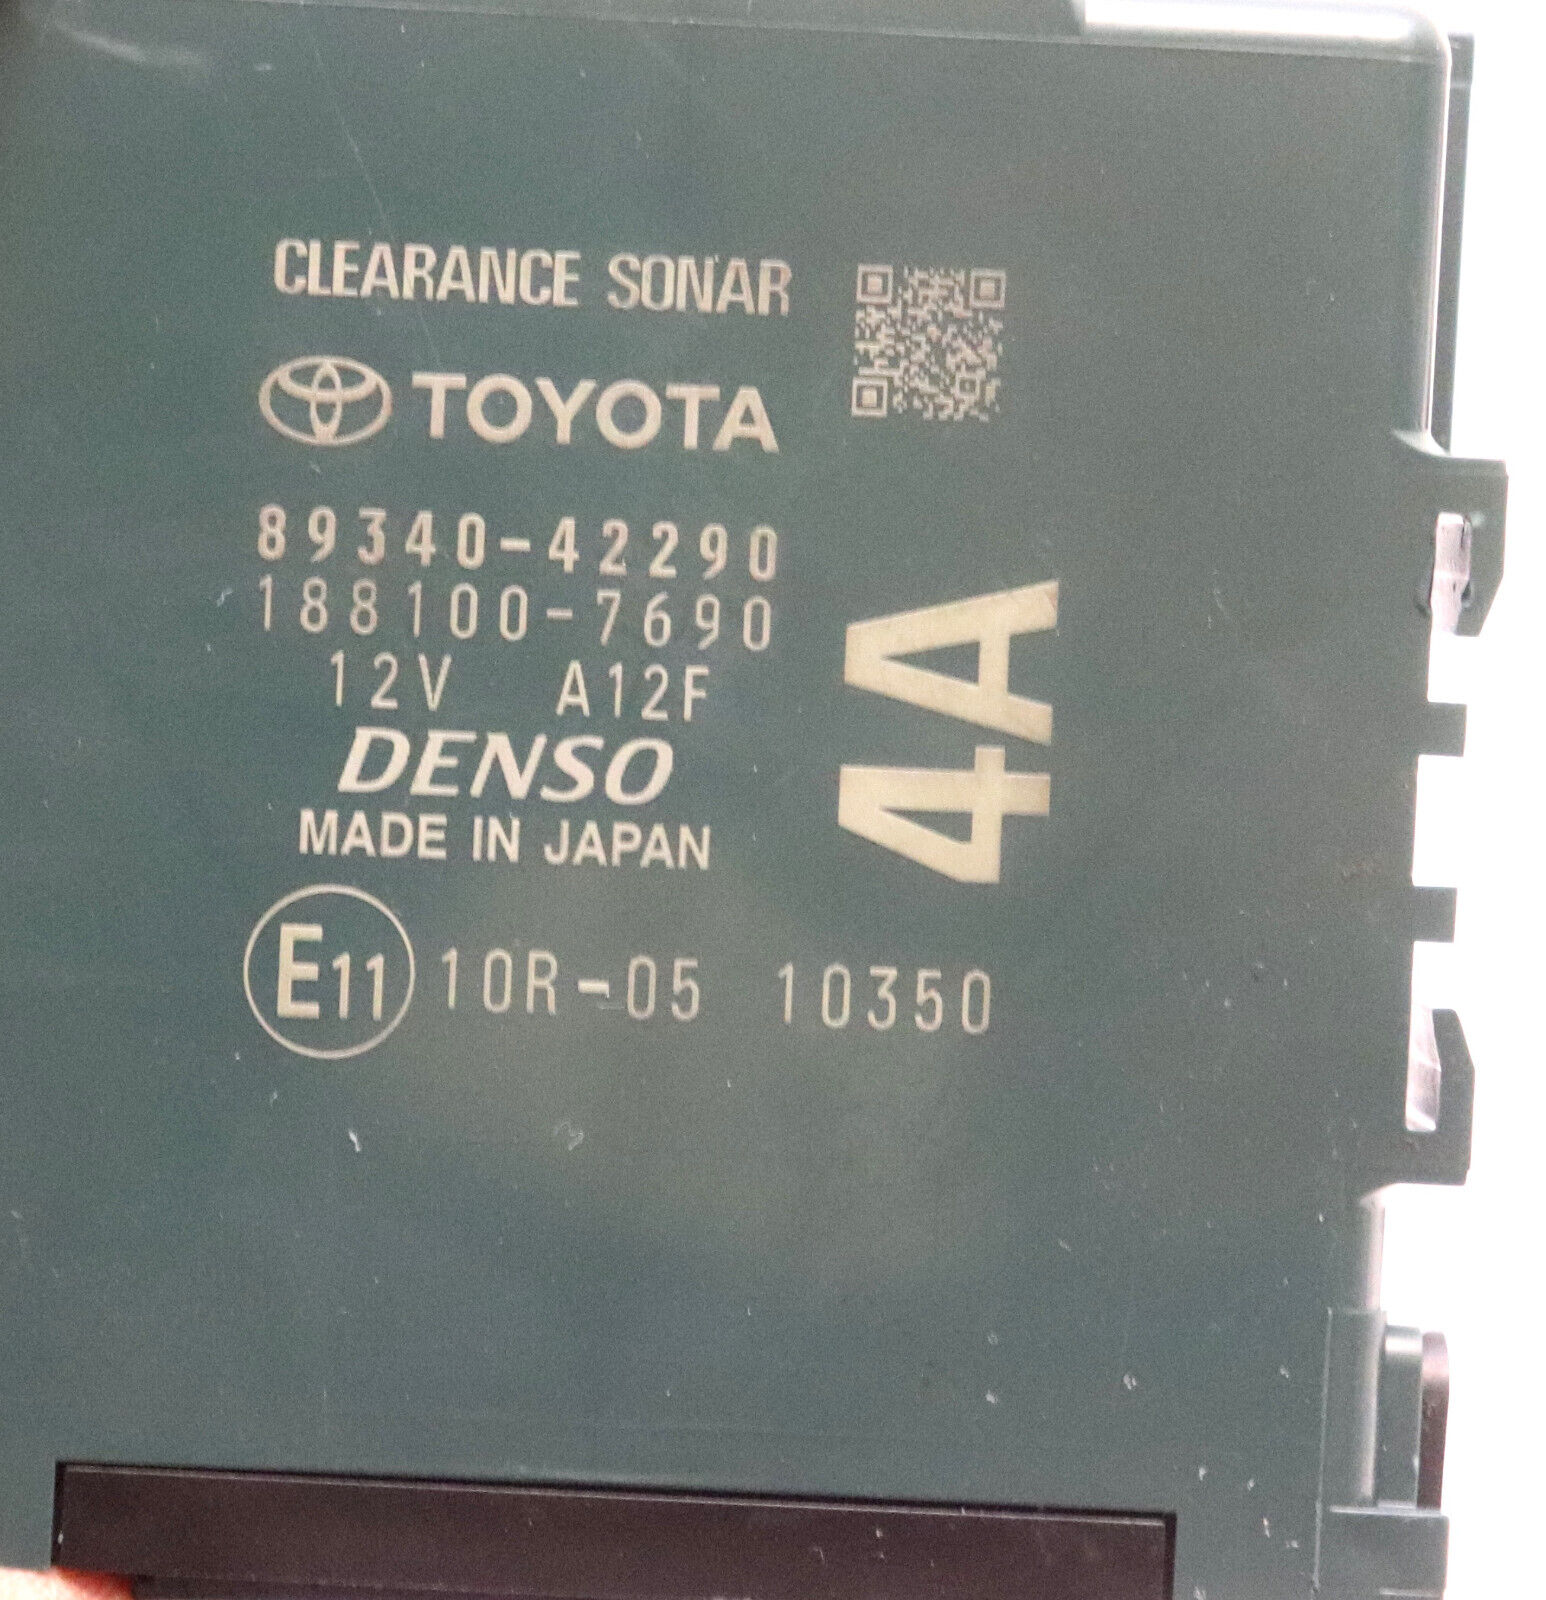 CLEARANCE SONAR
TOYOTA
89340-42290
188100-7690
12V A12F
DENSO
MADE IN JAPAN
4A
E11 10R-05 10350